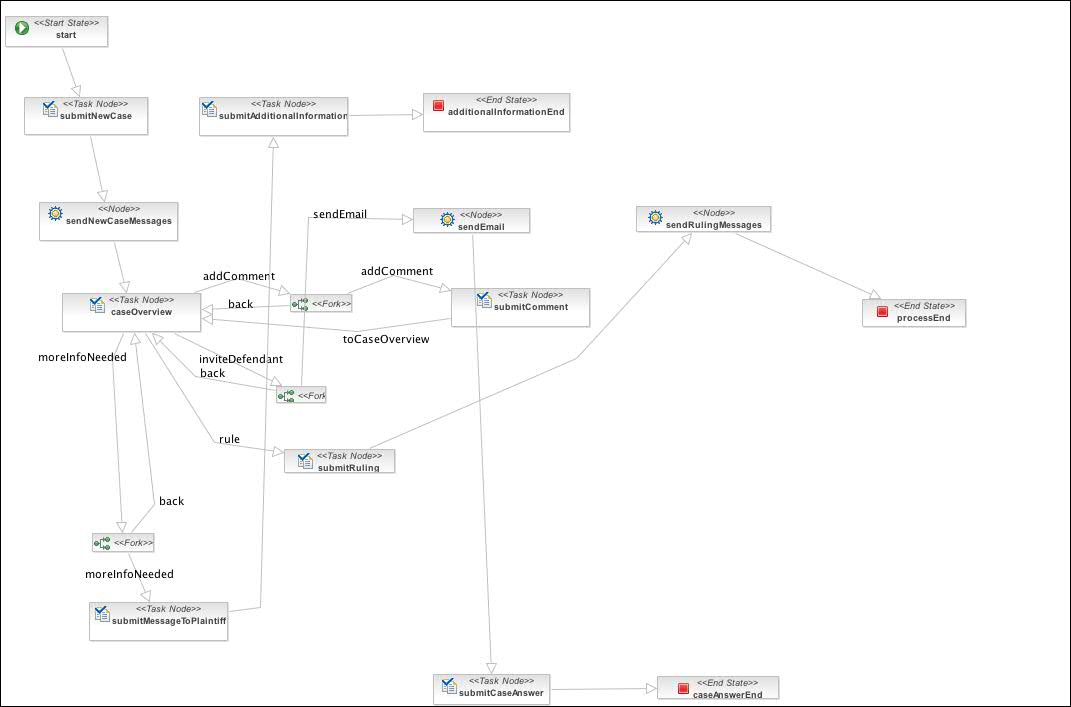 <<Start State>>
start
<<Task Node>>
submitNewCase
<<Task Node>>
submitAdditionalInformation
<<End State>>
additionalInformationEnd
<<Node>>
sendNewCaseMessages
sendEmail
<<Node>>
sendEmail
<<Node>>
sendRulingMessages
addComment
addComment
<<Task Node>>
caseOverview
back
<<Fork>>
<<Task Node>>
submitComment
<<End State>>
processEnd
toCaseOverview
moreInfoNeeded
inviteDefendant
back
<<Fork
rule
<<Task Node>>
submitRuling
back
<<Fork>>
moreInfoNeeded
<<Task Node>>
submitMessageToPlaintiff
<<Task Node>>
submitCaseAnswer
<<End State>>
caseAnswerEnd